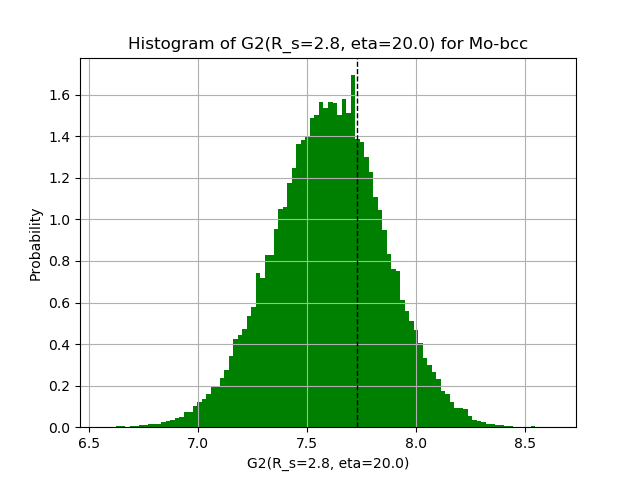 Histogram of G2(R_s=2.8, eta=20.0) for Mo-bcc
Probability
1.6
1.4
1.2
1.0
0.8
0.6
0.4
0.2
0.0
6.5 7.0 7.5 8.0 8.5
G2(R_s=2.8, eta=20.0)